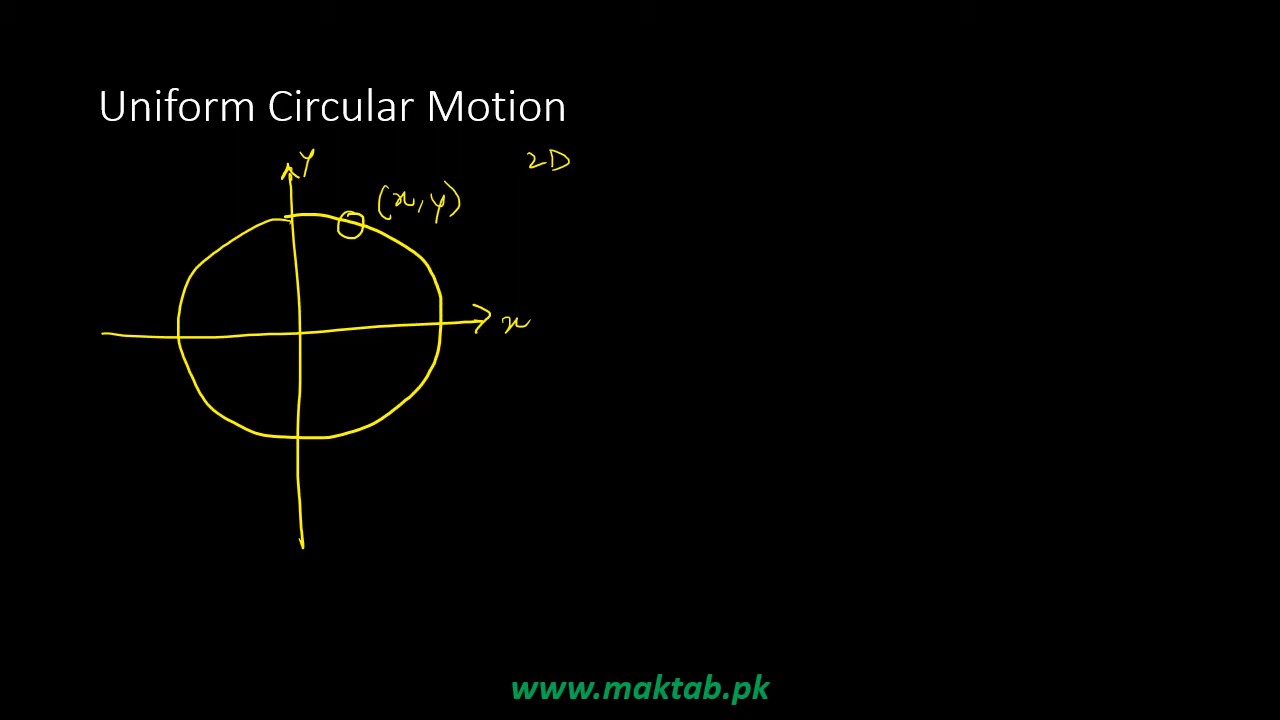 Uniform Circular Motion
Y
2D
(x, y)
x
www.maktab.pk